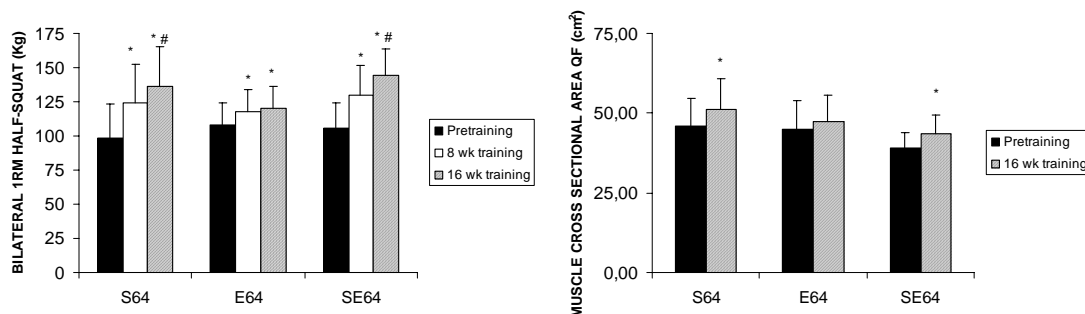 BILATERAL 1RM HALF-SQUAT (Kg)
175
150
125
100
75
50
25
0
* * #
* *
* * #
S64
E64
SE64
Pretraining
8 wk training
16 wk training
MUSCLE CROSS SECTIONAL AREA QF (cm²)
75,00
50,00
25,00
0,00
*
*
S64
E64
SE64
Pretraining
16 wk training